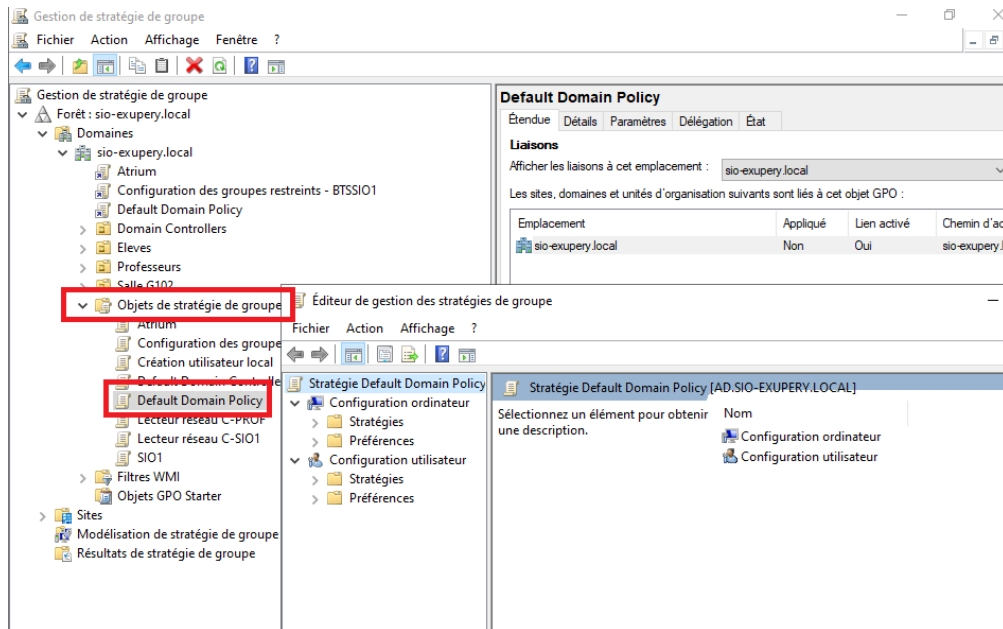 Gestion de stratégie de groupe
Fichier Action Affichage Fenêtre ?
Gestion de stratégie de groupe
Forêt : sio-exupery.local
Domaines
sio-exupery.local
Atrium
Configuration des groupes restreints - BTSSIO1
Default Domain Policy
Domain Controllers
Eleves
Professeurs
Salle G102
Objets de stratégie de groupe
Atrium
Configuration des groupe
Création utilisateur local
Default Domain Controlle
Default Domain Policy
Lecteur réseau C-PROF
Lecteur réseau C-SIO1
SIO1
Filtres WMI
Objets GPO Starter
Sites
Modélisation de stratégie de groupe
Résultats de stratégie de groupe
Default Domain Policy
Étendue Détails Paramètres Délégation État
Liaisons
Afficher les liaisons à cet emplacement : sio-exupery.local
Les sites, domaines et unités d'organisation suivants sont liés à cet objet GPO :
Emplacement Appliqué Lien activé Chemin d'ac
sio-exupery.local Non Oui sio-exupery.l
Éditeur de gestion des stratégies de groupe
Fichier Action Affichage ?
Stratégie Default Domain Policy
Configuration ordinateur
Stratégies
Préférences
Configuration utilisateur
Stratégies
Préférences
Stratégie Default Domain Policy [AD.SIO-EXUPERY.LOCAL]
Sélectionnez un élément pour obtenir une description.
Nom
Configuration ordinateur
Configuration utilisateur